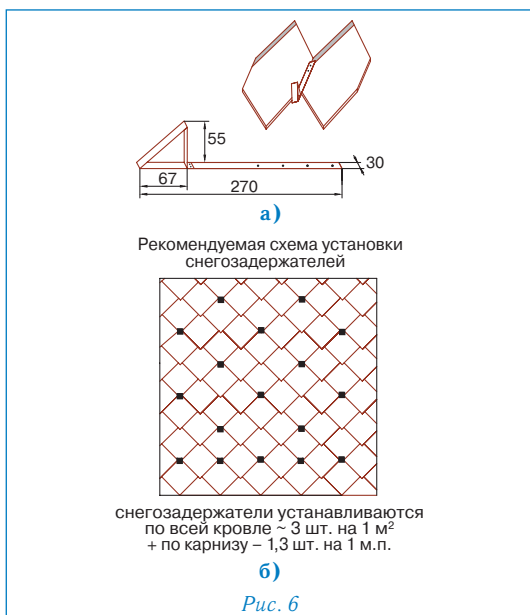 55
30
67
270
а)
Рекомендуемая схема установки
снегозадержателей
снегозадержатели устанавливаются
по всей кровле ~ 3 шт. на 1 м²
+ по карнизу – 1,3 шт. на 1 м.п.
б)
Рис. 6